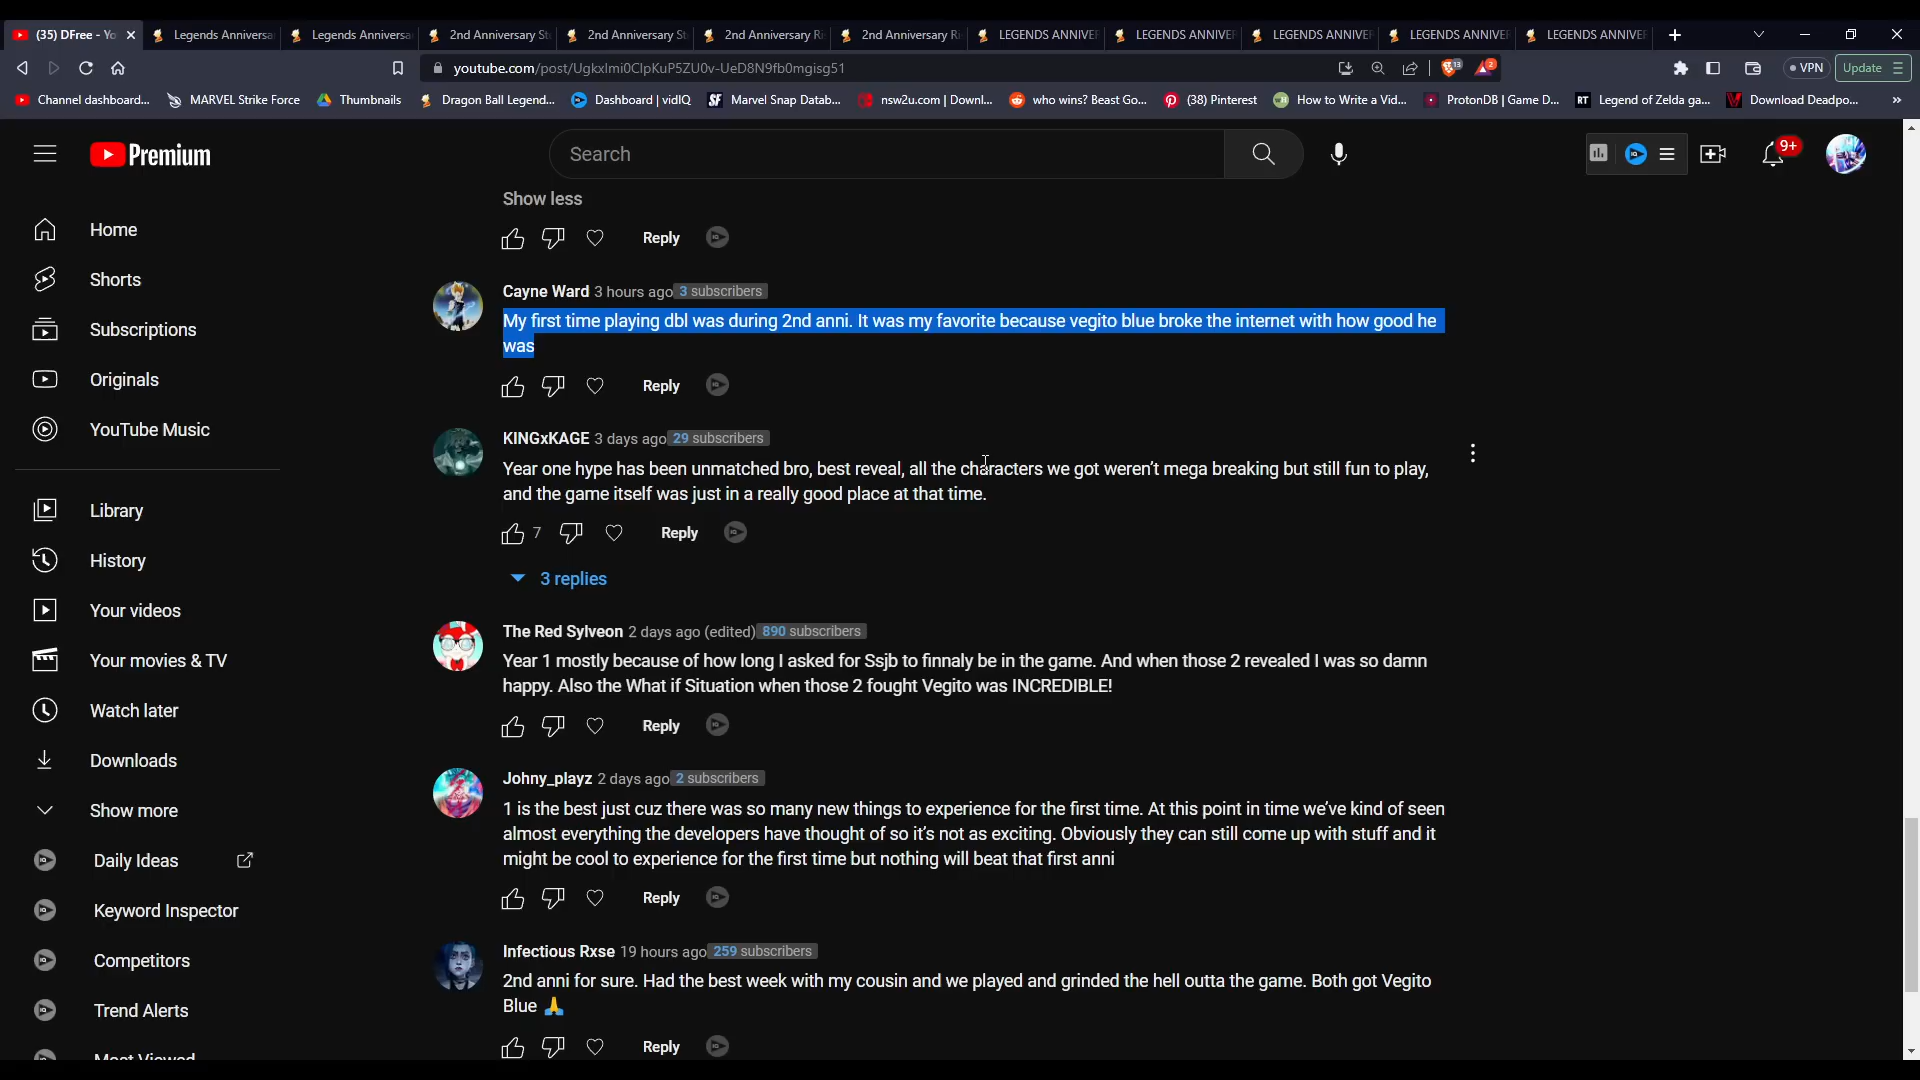 (35) DFree - Yo
Legends Anniversa
Legends Anniversa
2nd Anniversary St
2nd Anniversary St
2nd Anniversary Ri
2nd Anniversary Ri
LEGENDS ANNIVER
LEGENDS ANNIVER
LEGENDS ANNIVER
LEGENDS ANNIVER
LEGENDS ANNIVER
youtube.com/post/UgkxImi0ClpKuP5ZU0v-UeD8N9fb0mgisg51
13
2
VPN
Update
Channel dashboard...
MARVEL Strike Force
Thumbnails
Dragon Ball Legend...
Dashboard | vidIQ
Marvel Snap Datab...
nsw2u.com | Downl...
who wins? Beast Go...
(38) Pinterest
How to Write a Vid...
ProtonDB | Game D...
Legend of Zelda ga...
Download Deadpo...
Premium
Search
9+
Home
Shorts
Subscriptions
Originals
YouTube Music
Library
History
Your videos
Your movies & TV
Watch later
Downloads
Show more
Daily Ideas
Keyword Inspector
Competitors
Trend Alerts
Most Viewed
Show less
Reply
Cayne Ward 3 hours ago 3 subscribers
My first time playing dbl was during 2nd anni. It was my favorite because vegito blue broke the internet with how good he
was
Reply
KINGxKAGE 3 days ago 29 subscribers
Year one hype has been unmatched bro, best reveal, all the characters we got weren't mega breaking but still fun to play,
and the game itself was just in a really good place at that time.
7 Reply
3 replies
The Red Sylveon 2 days ago (edited) 890 subscribers
Year 1 mostly because of how long I asked for Ssjb to finnaly be in the game. And when those 2 revealed I was so damn
happy. Also the What if Situation when those 2 fought Vegito was INCREDIBLE!
Reply
Johny_playz 2 days ago 2 subscribers
1 is the best just cuz there was so many new things to experience for the first time. At this point in time we've kind of seen
almost everything the developers have thought of so it's not as exciting. Obviously they can still come up with stuff and it
might be cool to experience for the first time but nothing will beat that first anni
Reply
Infectious Rxse 19 hours ago 259 subscribers
2nd anni for sure. Had the best week with my cousin and we played and grinded the hell outta the game. Both got Vegito
Blue 🙏
Reply